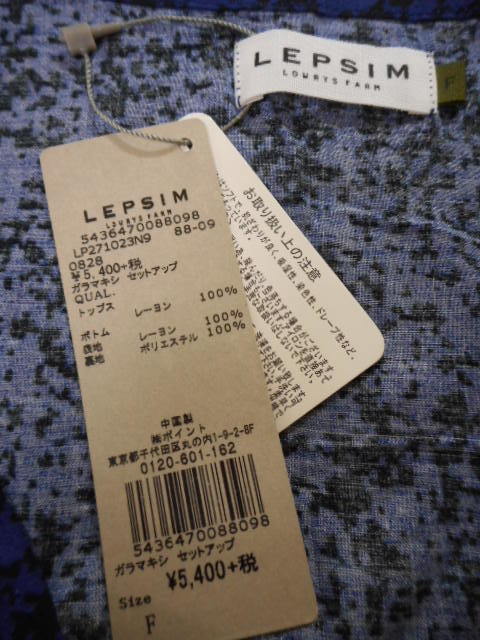 LEPSIM
LOWRYS FARM
F
LEPSIM
LOWRYS FARM
5436470088098
LP271023N9 88-09
0828
¥5,400+税
ガラマキシ セットアップ
QUAL.
トップス レーヨン 100%
ボトム レーヨン 100%
表地 ポリエステル 100%
裏地
中国製
㈱ポイント
東京都千代田区丸の内1-9-2-8F
0120-601-162
5436470088098
ガラマキシ セットアップ
¥5,400+税
Size
F
お取り扱い上の注意